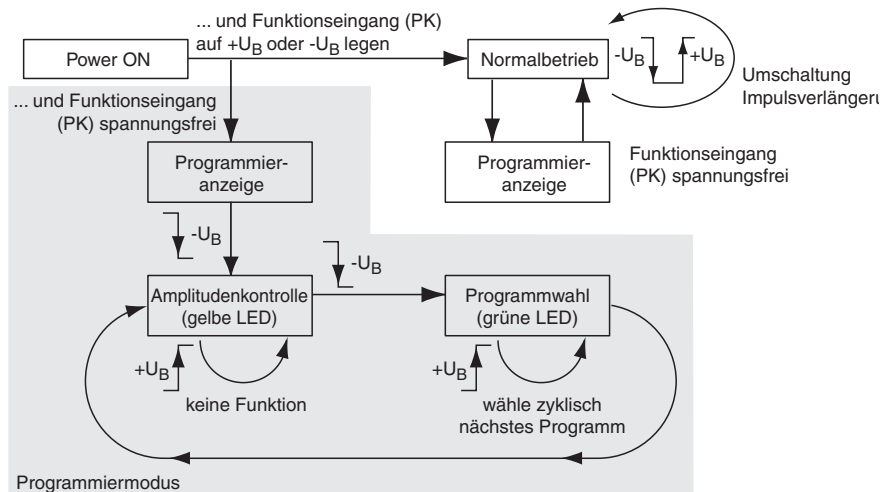 ... und Funktionseingang (PK)
auf +UB oder -UB legen
Power ON
Normalbetrieb
-UB
+UB
Umschaltung
... und Funktionseingang
(PK) spannungsfrei
Programmier-
anzeige
Programmier-
anzeige
Funktionseingang
(PK) spannungsfrei
-UB
-UB
Amplitudenkontrolle
(gelbe LED)
Programmwahl
(grüne LED)
+UB
keine Funktion
+UB
wähle zyklisch
nächstes Programm
Programmiermodus